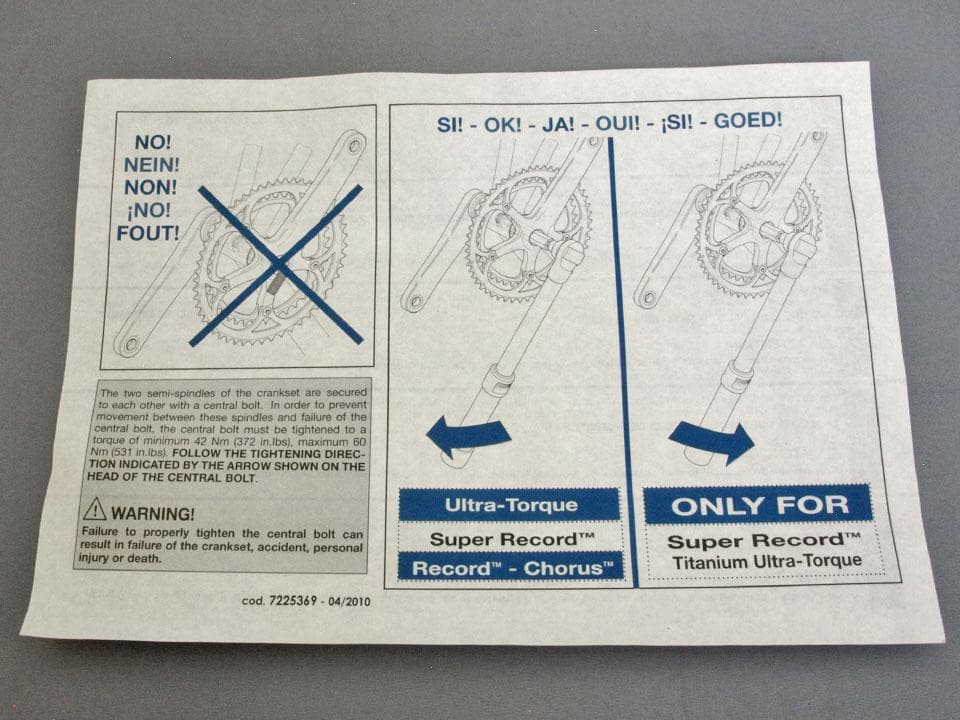 NO!
NEIN!
NON!
¡NO!
FOUT!
The two semi-spindles of the crankset are secured
to each other with a central bolt. In order to prevent
movement between these spindles and failure of the
central bolt, the central bolt must be tightened to a
torque of minimum 42 Nm (372 in.lbs), maximum 60
Nm (531 in.lbs). FOLLOW THE TIGHTENING DIREC-
TION INDICATED BY THE ARROW SHOWN ON THE
HEAD OF THE CENTRAL BOLT.
WARNING!
Failure to properly tighten the central bolt can
result in failure of the crankset, accident, personal
injury or death.
cod. 7225369 - 04/2010
SI! - OK! - JA! - OUI! - ¡SI! - GOED!
Ultra-Torque
Super Record™
Record™ - Chorus™
ONLY FOR
Super Record™
Titanium Ultra-Torque